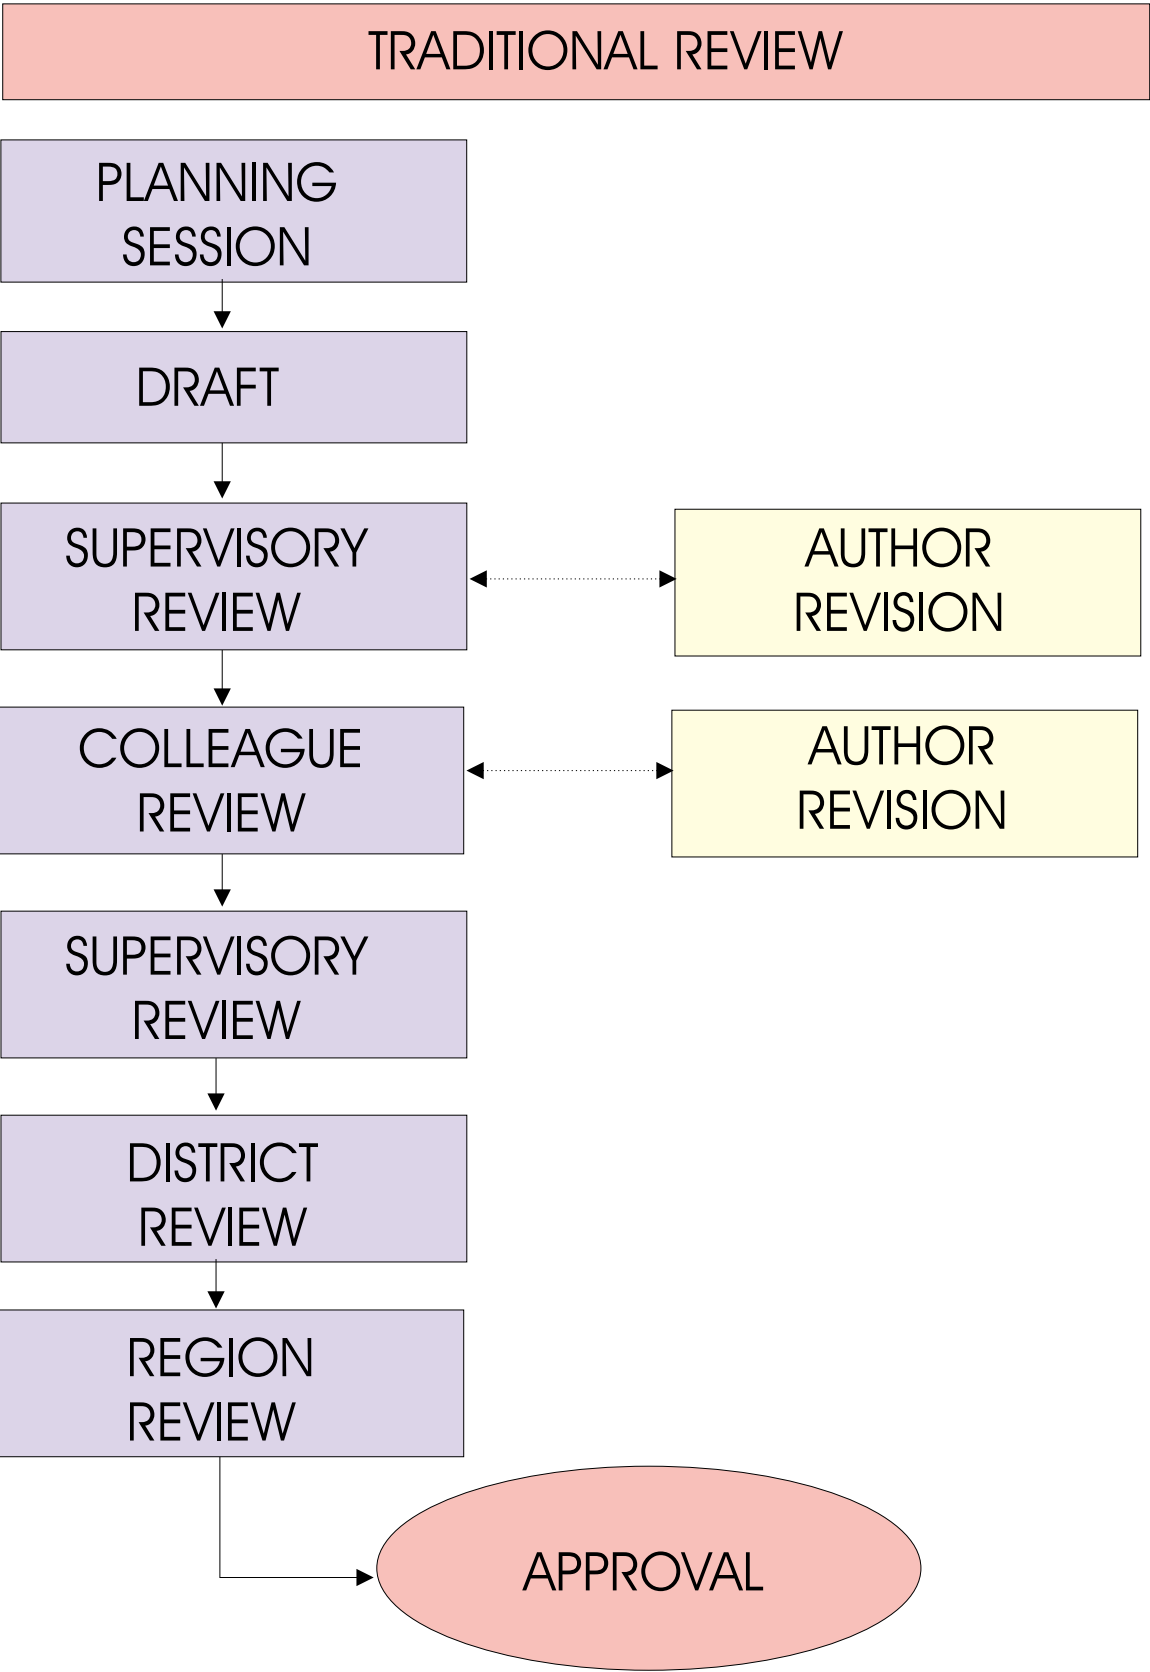 TRADITIONAL REVIEW
PLANNING
SESSION
DRAFT
SUPERVISORY
REVIEW
AUTHOR
REVISION
COLLEAGUE
REVIEW
AUTHOR
REVISION
SUPERVISORY
REVIEW
DISTRICT
REVIEW
REGION
REVIEW
APPROVAL